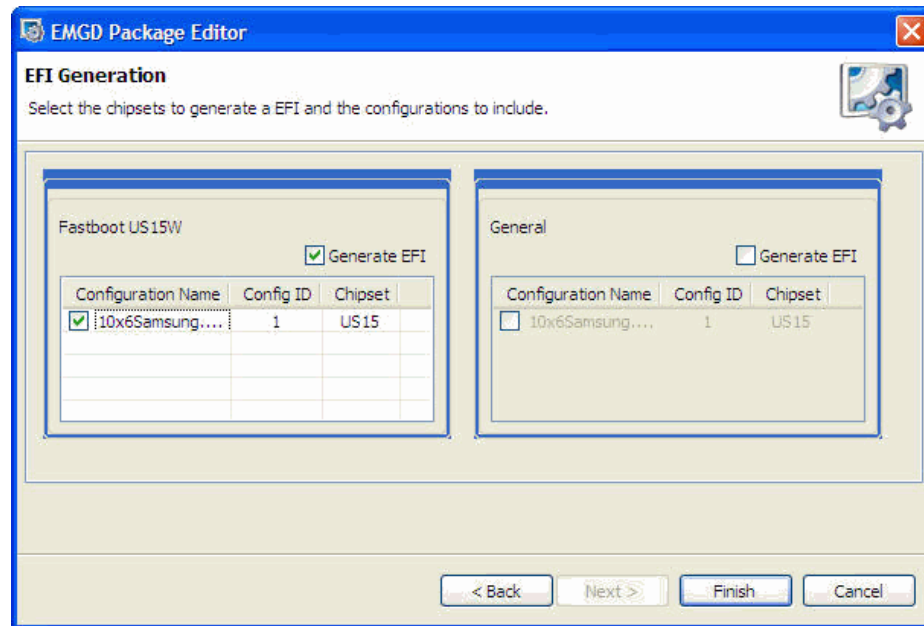 EMGD Package Editor
EFI Generation
Select the chipsets to generate a EFI and the configurations to include.
Fastboot US15W
Generate EFI
Configuration Name Config ID Chipset
10x6Samsung.... 1 US15
General
Generate EFI
Configuration Name Config ID Chipset
10x6Samsung.... 1 US15
< Back Next > Finish Cancel